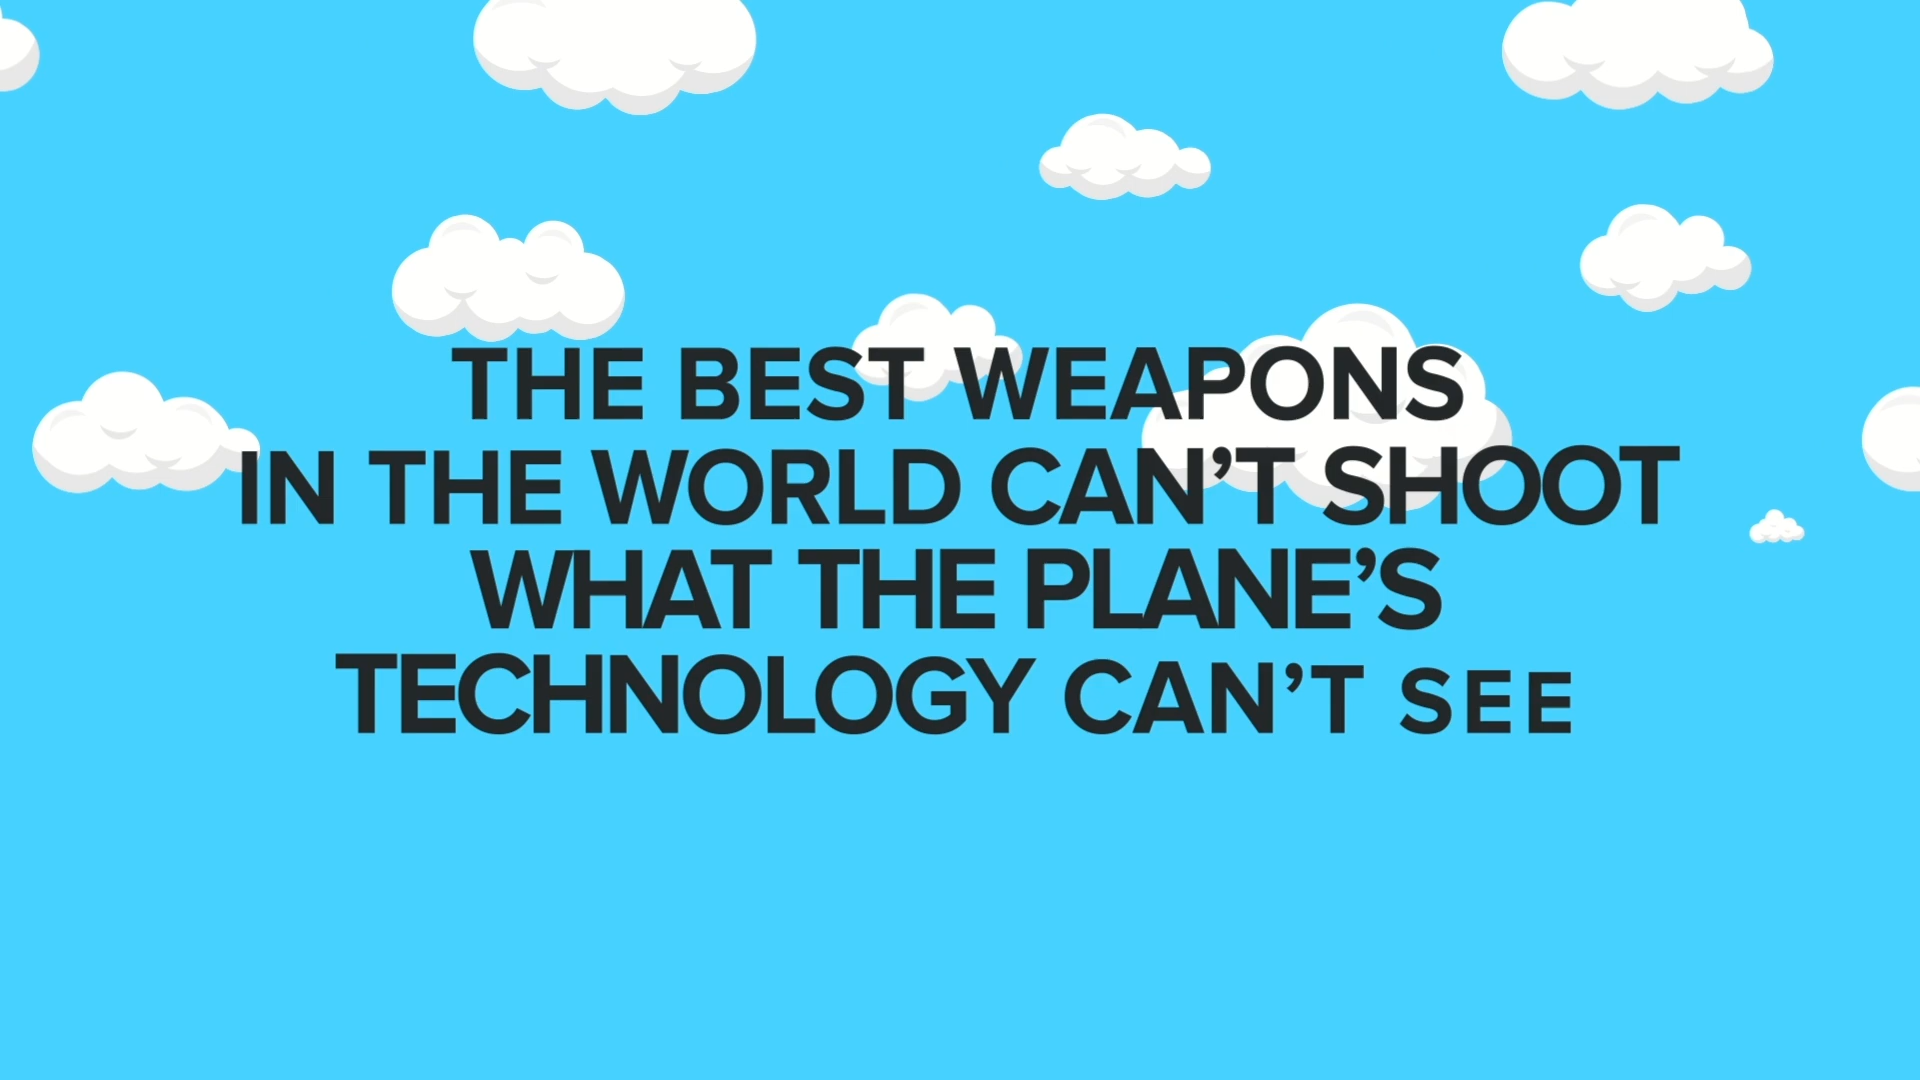 THE BEST WEAPONS
IN THE WORLD CAN’T SHOOT
WHAT THE PLANE’S
TECHNOLOGY CAN’T SEE